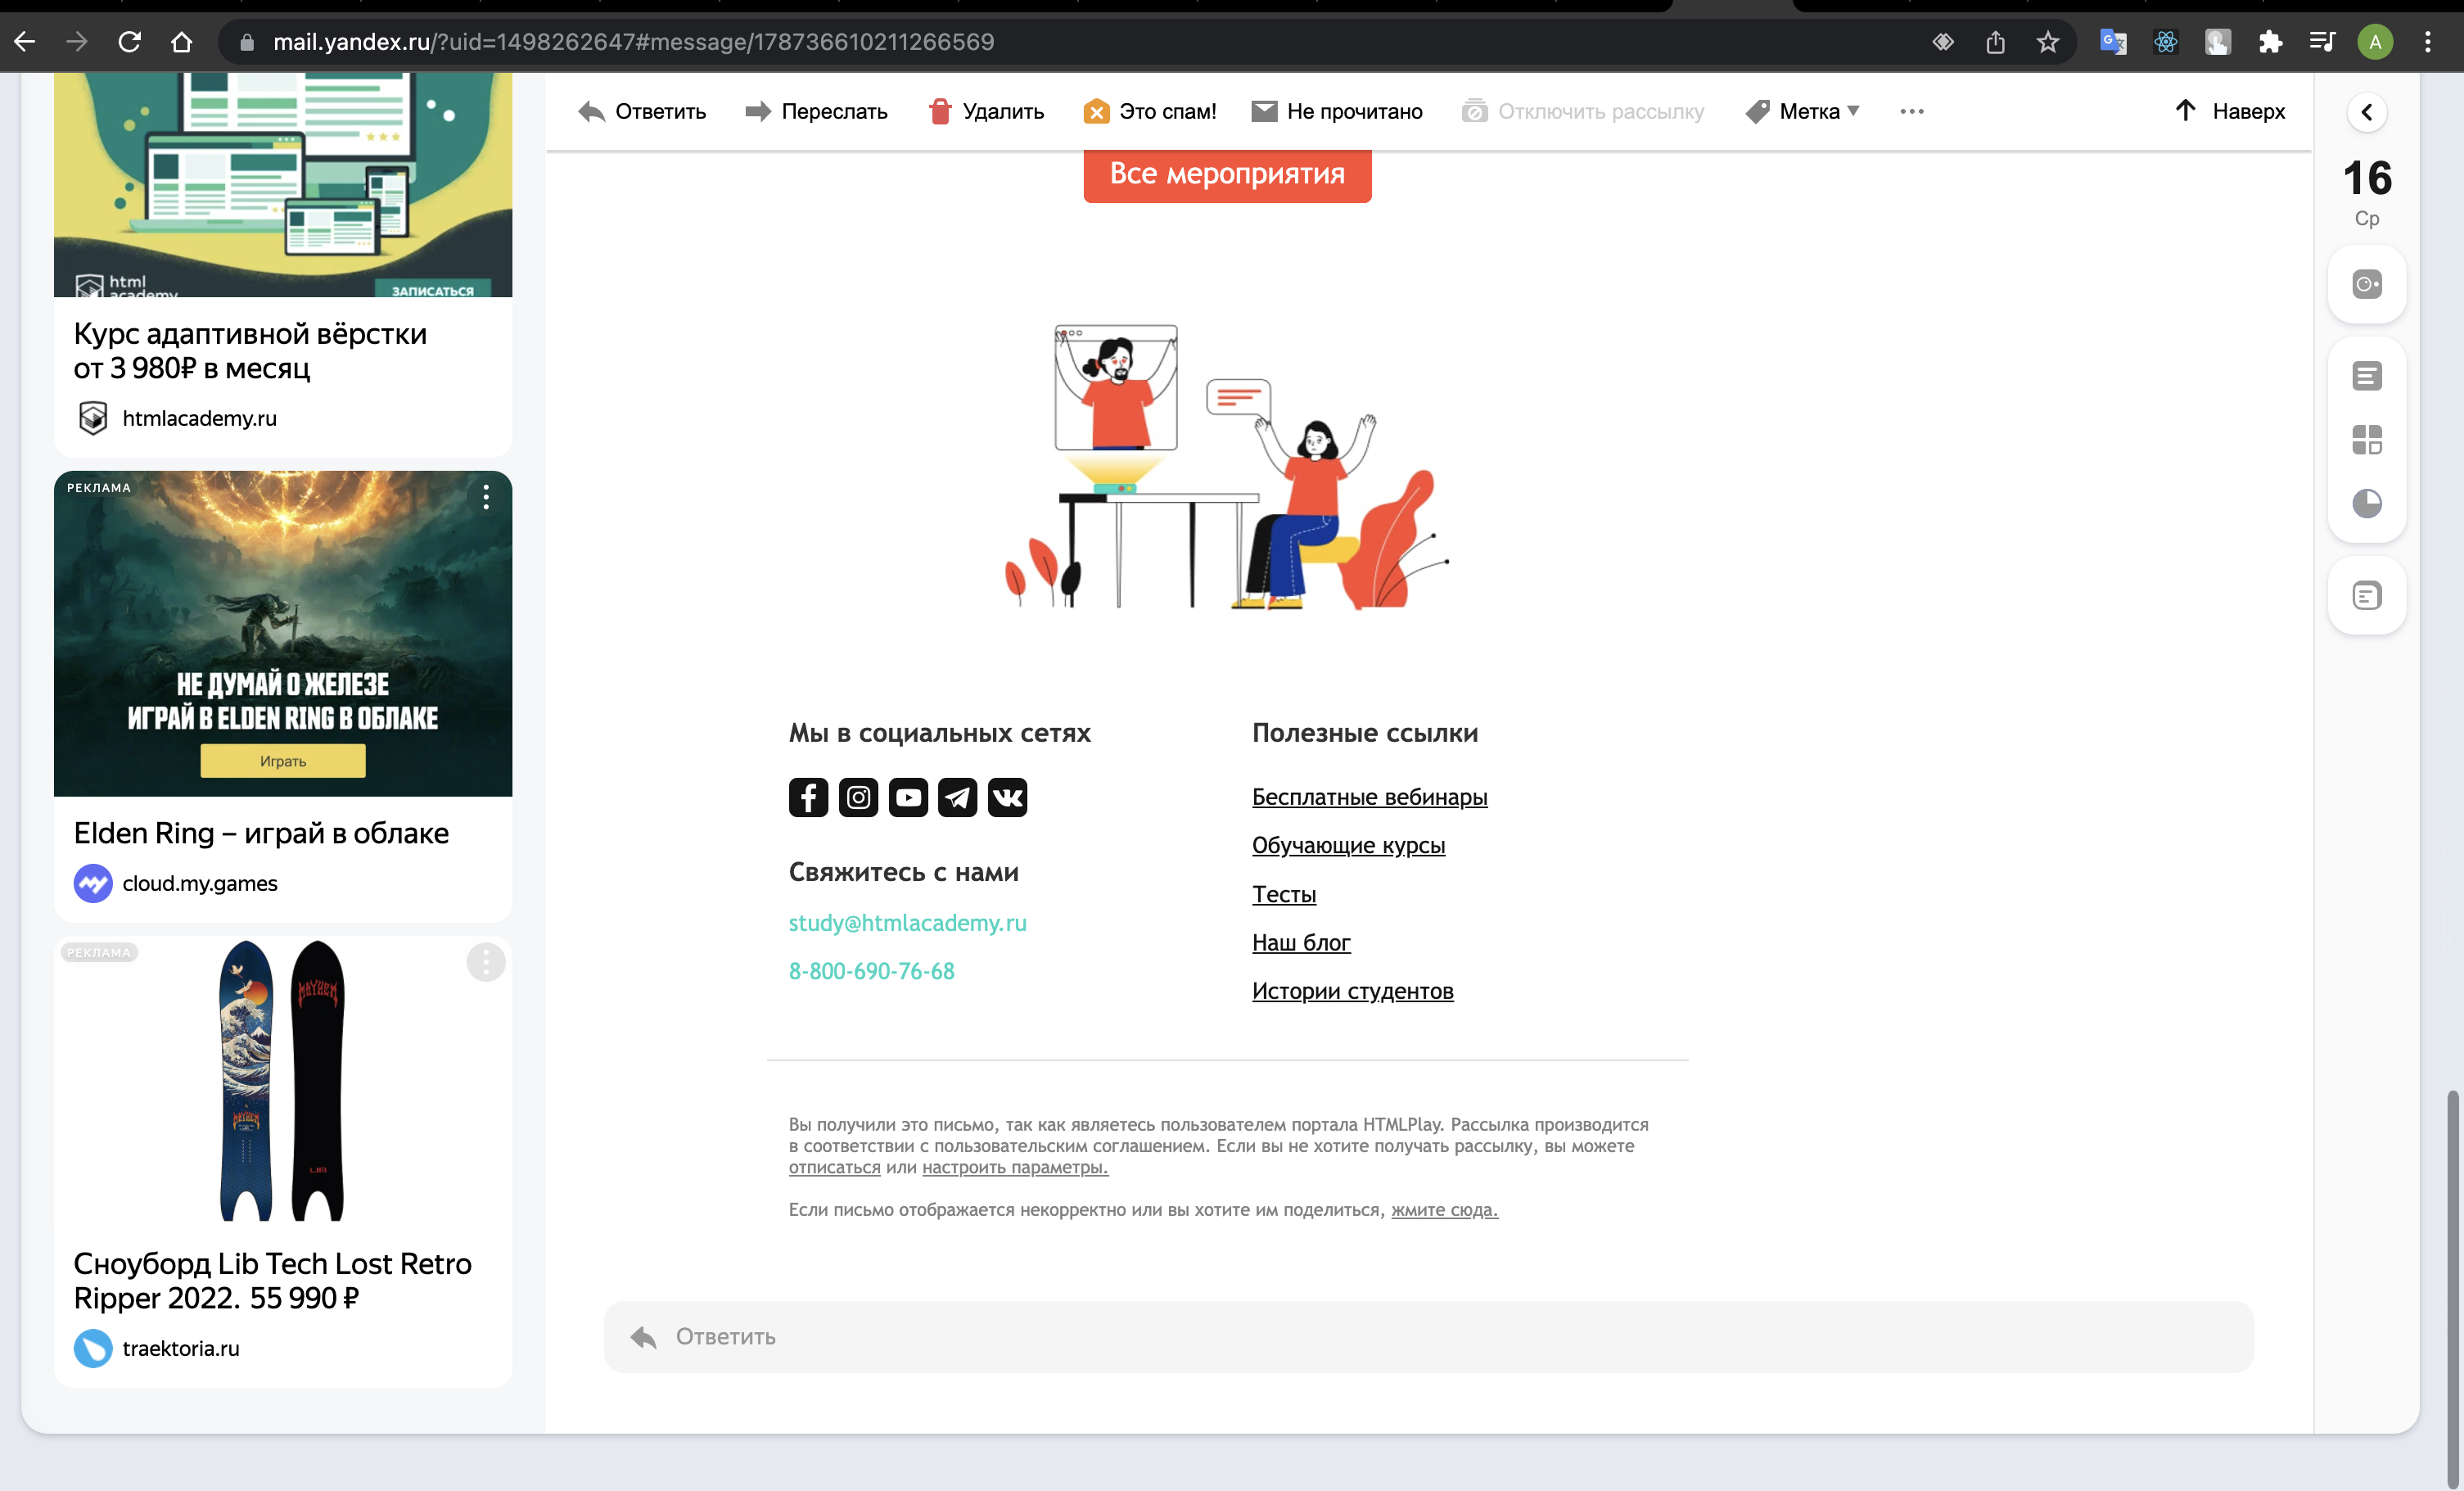 mail.yandex.ru/?uid=1498262647#message/178736610211266569
A
Ответить
Переслать
Удалить
Это спам!
Не прочитано
Отключить рассылку
Метка
Наверх
html
academy
ЗАПИСАТЬСЯ
Курс адаптивной вёрстки
от 3 980₽ в месяц
htmlacademy.ru
РЕКЛАМА
НЕ ДУМАЙ О ЖЕЛЕЗЕ
ИГРАЙ В ELDEN RING В ОБЛАКЕ
Играть
Elden Ring – играй в облаке
cloud.my.games
РЕКЛАМА
MAYHEM
MAYHEM
LIB
Сноуборд Lib Tech Lost Retro
Ripper 2022. 55 990 ₽
traektoria.ru
Все мероприятия
Мы в социальных сетях
Свяжитесь с нами
study@htmlacademy.ru
8-800-690-76-68
Полезные ссылки
Бесплатные вебинары
Обучающие курсы
Тесты
Наш блог
Истории студентов
Вы получили это письмо, так как являетесь пользователем портала HTMLPlay. Рассылка производится
в соответствии с пользовательским соглашением. Если вы не хотите получать рассылку, вы можете
отписаться или настроить параметры.
Если письмо отображается некорректно или вы хотите им поделиться, жмите сюда.
Ответить
16
Ср